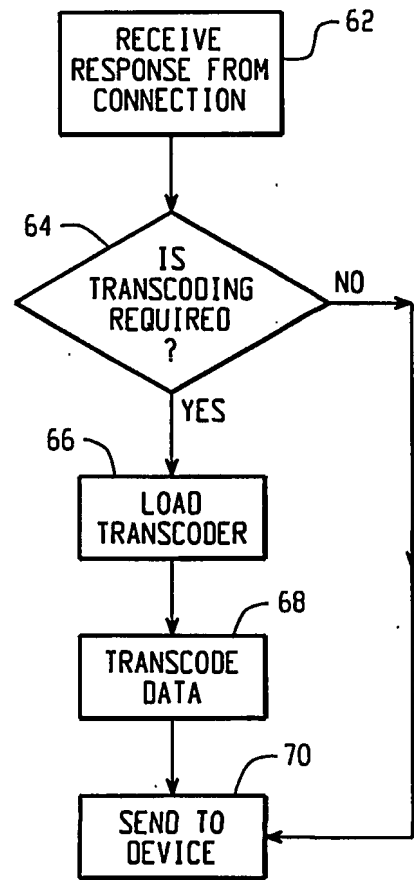 RECEIVE
RESPONSE FROM
CONNECTION
62
64
IS
TRANSCODING
REQUIRED
?
NO
YES
66
LOAD
TRANSCODER
68
TRANSCODE
DATA
70
SEND TO
DEVICE